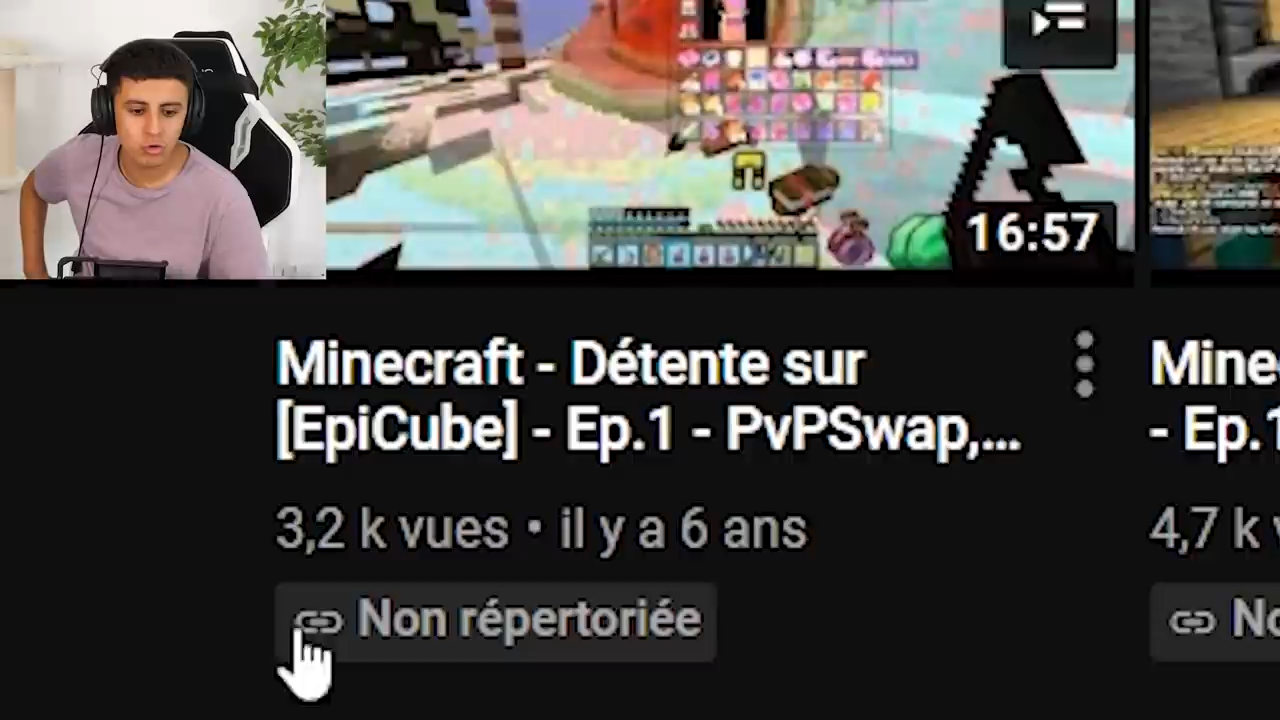 16:57
Minecraft - Détente sur
[EpiCube] - Ep.1 - PvPSwap,...
3,2 k vues • il y a 6 ans
Non répertoriée
Mine
- Ep.1
4,7 k
No